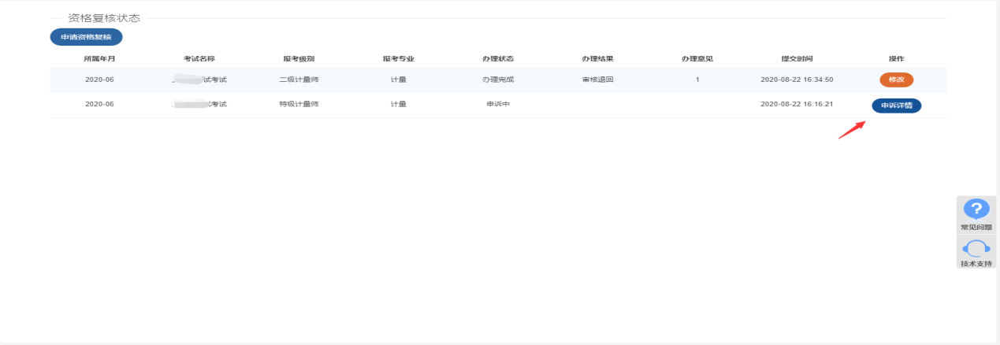 资格复核状态
申请资格复核
所属年月 考试名称 报考级别 报考专业 办理状态 办理结果 办理意见 提交时间 操作
2020-06 试考试 二级计量师 计量 办理完成 审核退回 1 2020-08-22 16:34:50 修改
2020-06 考试 特级计量师 计量 申诉中 2020-08-22 16:16:21 申诉详情
常见问题
技术支持